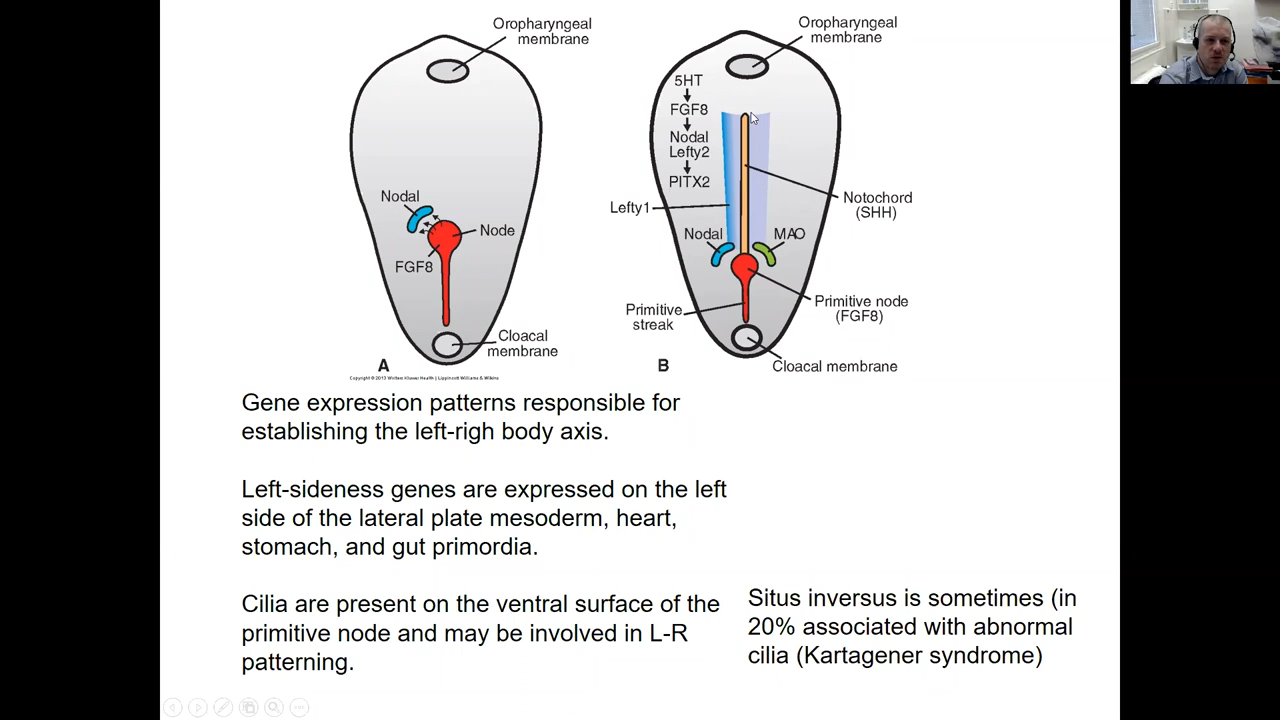 Oropharyngeal
membrane
Nodal
Node
FGF8
Cloacal
membrane
A
Copyright © 2013 Wolters Kluwer Health | Lippincott Williams & Wilkins
Oropharyngeal
membrane
5HT
FGF8
Nodal
Lefty2
PITX2
Lefty1
Notochord
(SHH)
Nodal
MAO
Primitive node
(FGF8)
Primitive
streak
B
Cloacal membrane
Gene expression patterns responsible for
establishing the left-righ body axis.
Left-sideness genes are expressed on the left
side of the lateral plate mesoderm, heart,
stomach, and gut primordia.
Cilia are present on the ventral surface of the
primitive node and may be involved in L-R
patterning.
Situs inversus is sometimes (in
20% associated with abnormal
cilia (Kartagener syndrome)